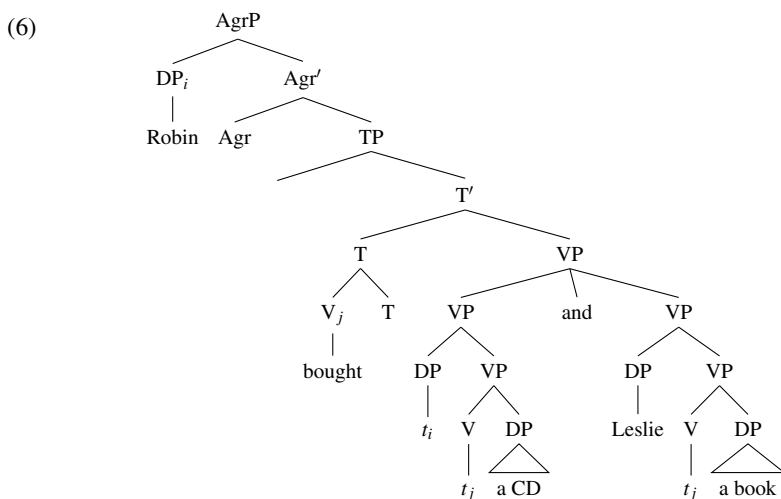 (6) AgrP
DPᵢ Agr′
Robin Agr TP
T′
T VP
Vⱼ T VP and VP
bought DP VP DP VP
tᵢ V DP Leslie V DP
tⱼ a CD tⱼ a book